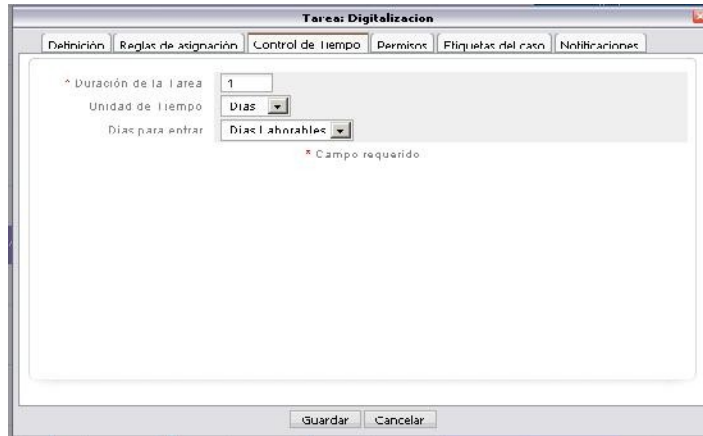 Tarea: Digitalizacion
Definición Reglas de asignación Control de Tiempo Permisos Etiquetas del caso Notificaciones
* Duración de la Tarea 1
Unidad de Tiempo Dias
Dias para entrar Dias Laborables
* Campo requerido
Guardar Cancelar